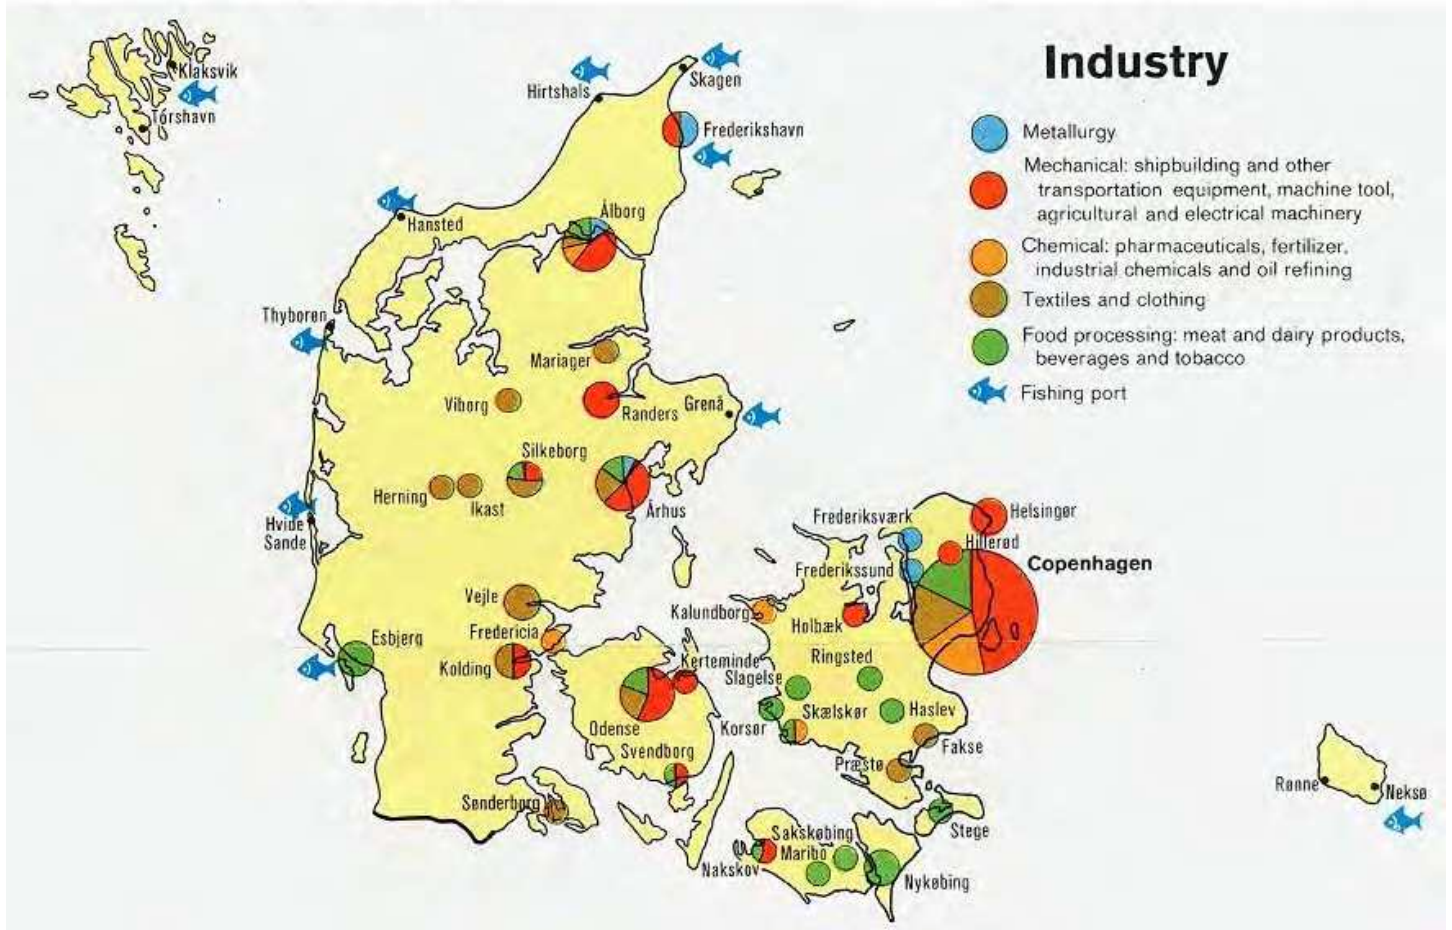 Industry
Metallurgy
Mechanical: shipbuilding and other
transportation equipment, machine tool,
agricultural and electrical machinery
Chemical: pharmaceuticals, fertilizer,
industrial chemicals and oil refining
Textiles and clothing
Food processing: meat and dairy products,
beverages and tobacco
Fishing port
Klaksvik
Tórshavn
Hirtshals
Skagen
Frederikshavn
Hansted
Ålborg
Thyborøn
Mariager
Viborg
Randers
Grenå
Silkeborg
Herning
Ikast
Århus
Hvide
Sande
Frederiksværk
Helsingør
Hillerød
Copenhagen
Frederikssund
Vejle
Kalundborg
Holbæk
Esbjerg
Fredericia
Kolding
Kerteminde
Ringsted
Slagelse
Odense
Korsør
Skælskør
Haslev
Svendborg
Fakse
Præstø
Sønderborg
Stege
Sakskøbing
Maribo
Nakskov
Nykøbing
Rønne
Neksø